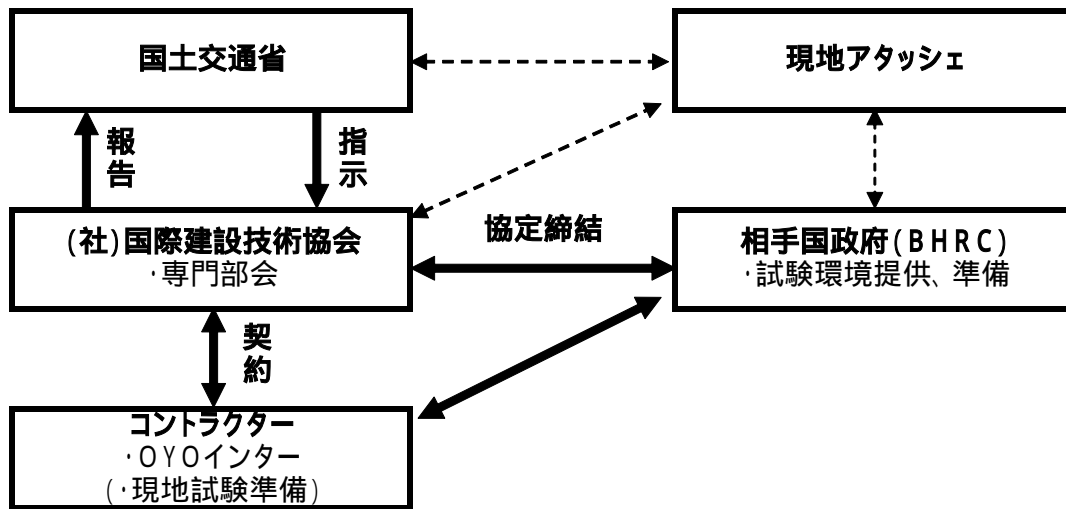 国土交通省
現地アタッシェ
報告
指示
(社)国際建設技術協会
・専門部会
協定締結
相手国政府(BHRC)
・試験環境提供、準備
契約
コントラクター
・OYOインター
(・現地試験準備)